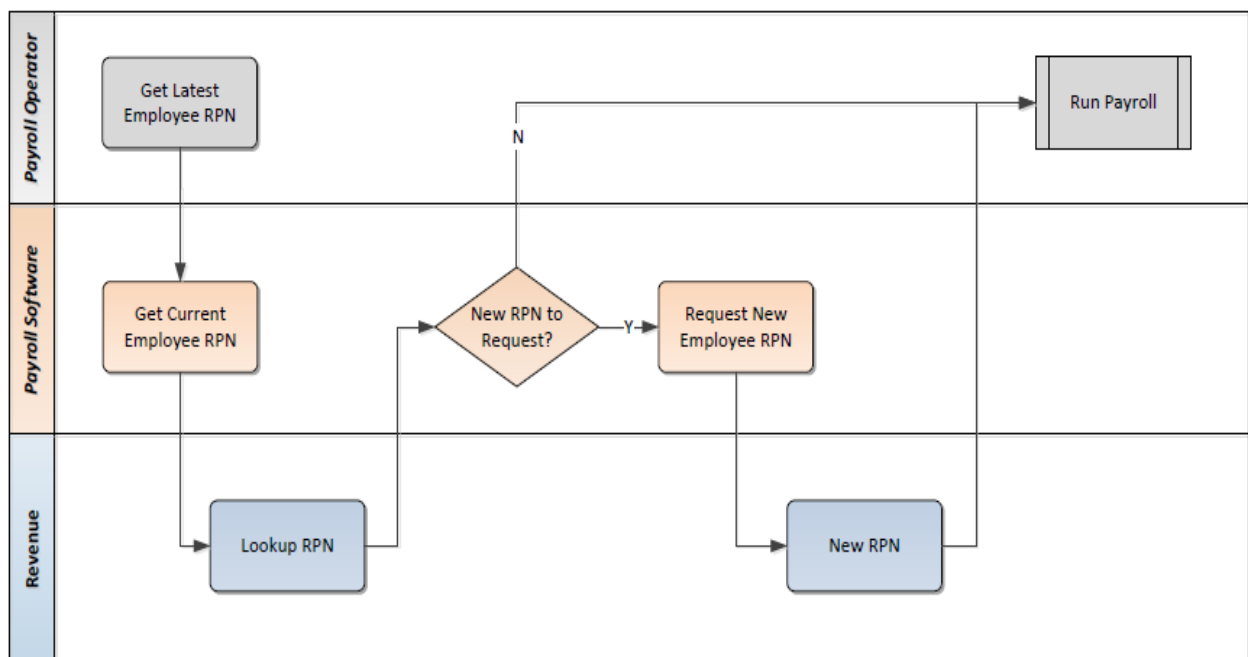 Payroll Operator
Get Latest
Employee RPN
Run Payroll
N
Payroll Software
Get Current
Employee RPN
New RPN to
Request?
Y
Request New
Employee RPN
Revenue
Lookup RPN
New RPN